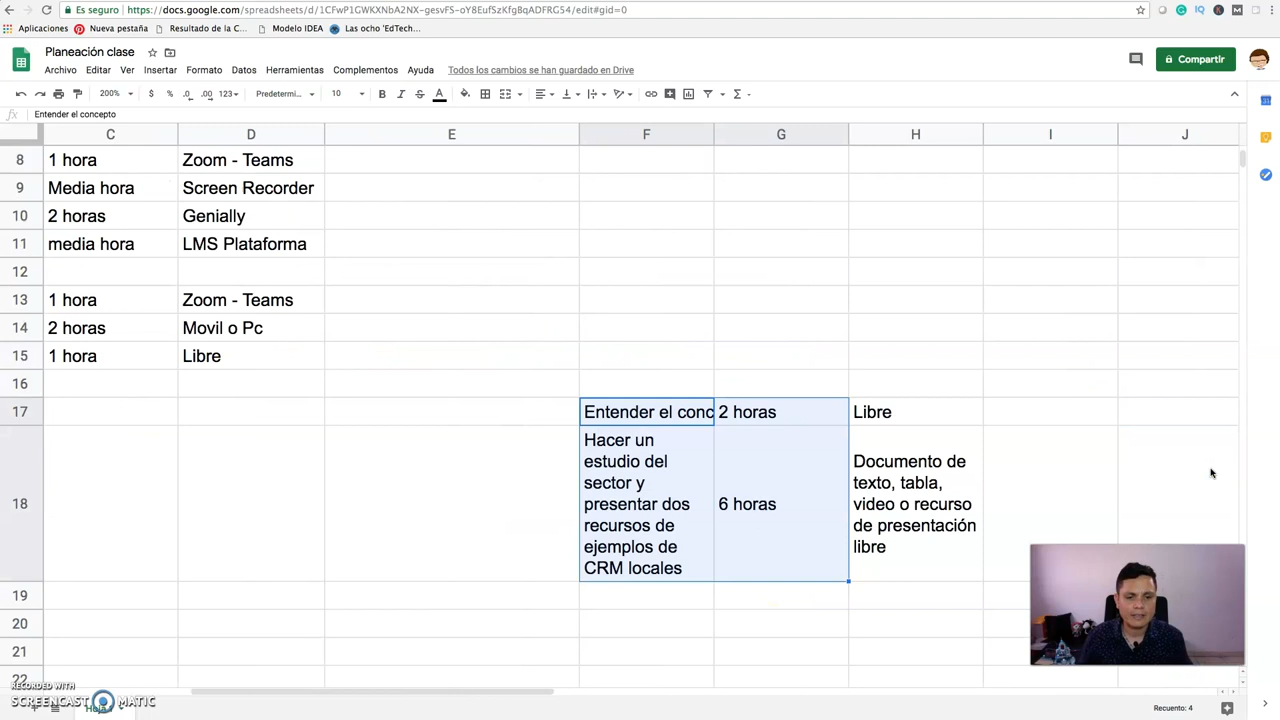 Es seguro
https://docs.google.com/spreadsheets/d/1CFwP1GWKXNbA2NX-gesvFS-oY8EufSzKfgBqADFRG54/edit#gid=0
Aplicaciones
Nueva pestaña
Resultado de la C...
Modelo IDEA
Las ocho 'EdTech...
Planeación clase
Archivo Editar Ver Insertar Formato Datos Herramientas Complementos Ayuda
Todos los cambios se han guardado en Drive
Compartir
200% $ % .0 .00 123 Predetermi... 10 B I S A
fx Entender el concepto
C D E F G H I J
8 1 hora Zoom - Teams
9 Media hora Screen Recorder
10 2 horas Genially
11 media hora LMS Plataforma
12
13 1 hora Zoom - Teams
14 2 horas Movil o Pc
15 1 hora Libre
16
17 Entender el conc 2 horas Libre
18
Hacer un
estudio del
sector y
presentar dos
recursos de
ejemplos de
CRM locales
6 horas
Documento de
texto, tabla,
video o recurso
de presentación
libre
19
20
21
22
RECORDED WITH
SCREENCAST MATIC
Recuento: 4